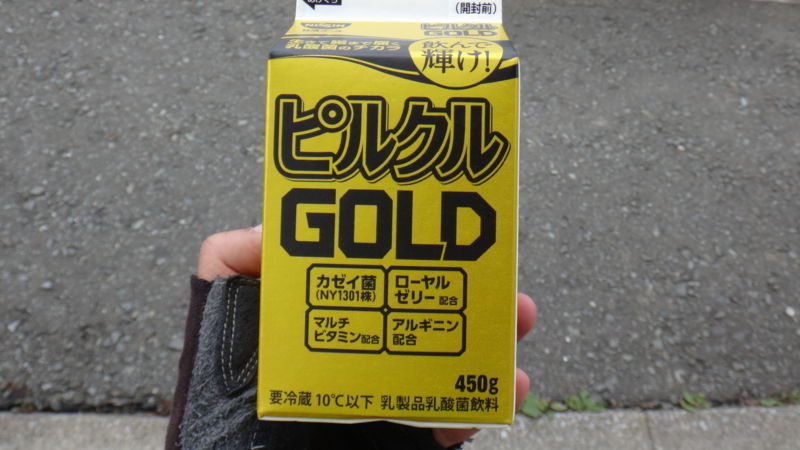 (開封前)
NISSIN
ピルクル
GOLD
乳酸菌のチカラ
飲んで
輝け!
ピルクル
GOLD
カゼイ菌
(NY1301株)
ローヤル
ゼリー配合
マルチ
ビタミン配合
アルギニン
配合
450g
要冷蔵10℃以下 乳製品乳酸菌飲料